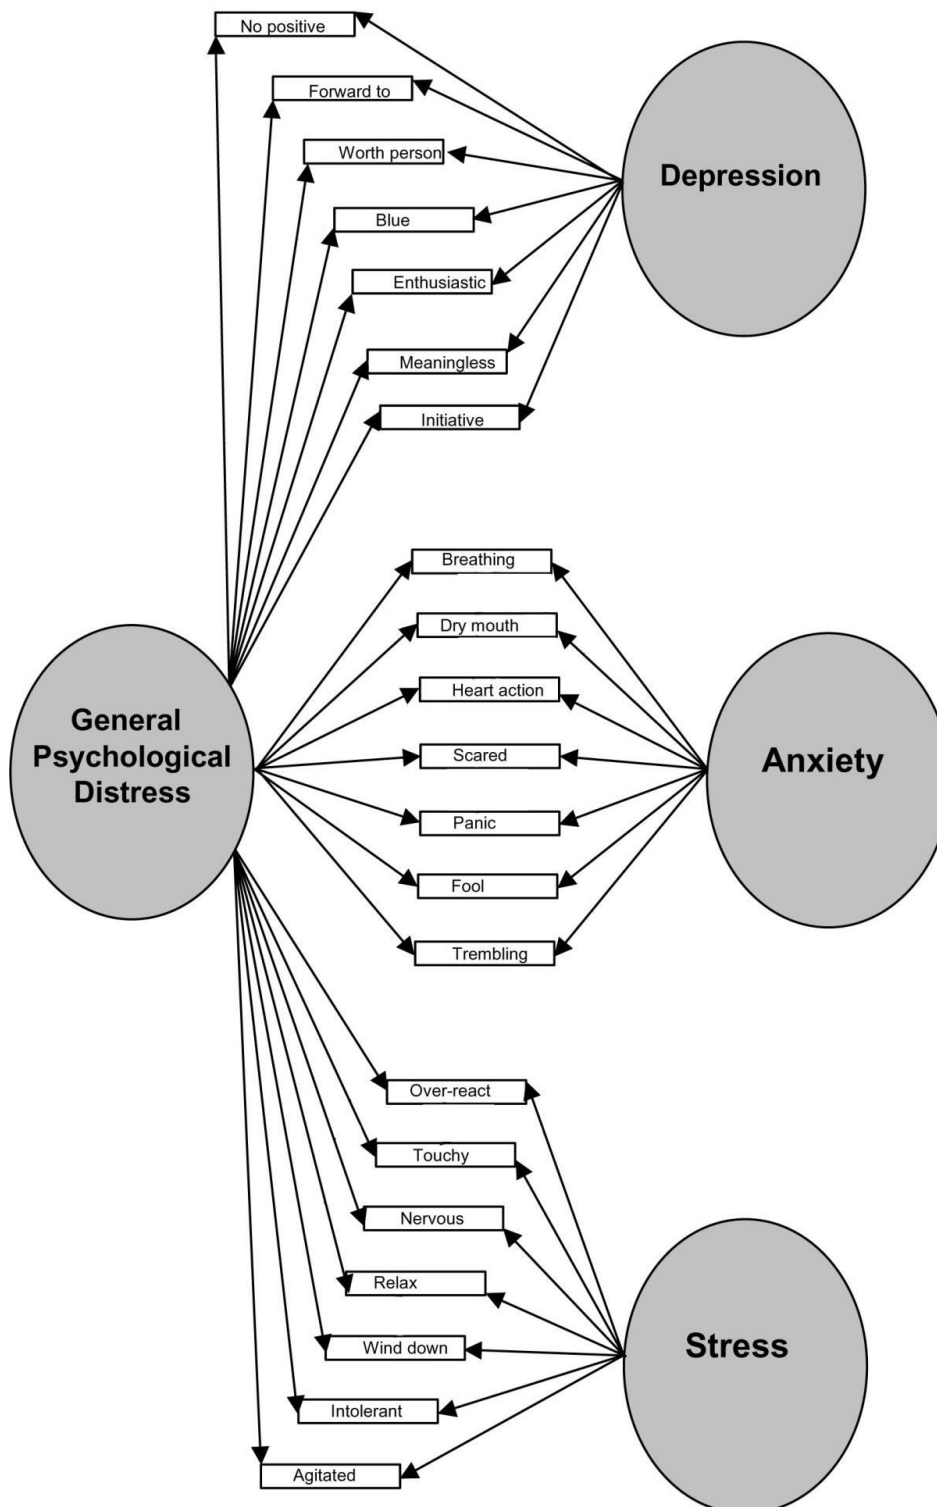 No positive
Forward to
Worth person
Blue
Enthusiastic
Meaningless
Initiative
Depression
Breathing
Dry mouth
Heart action
Scared
Panic
Fool
Trembling
General
Psychological
Distress
Anxiety
Over-react
Touchy
Nervous
Relax
Wind down
Intolerant
Agitated
Stress